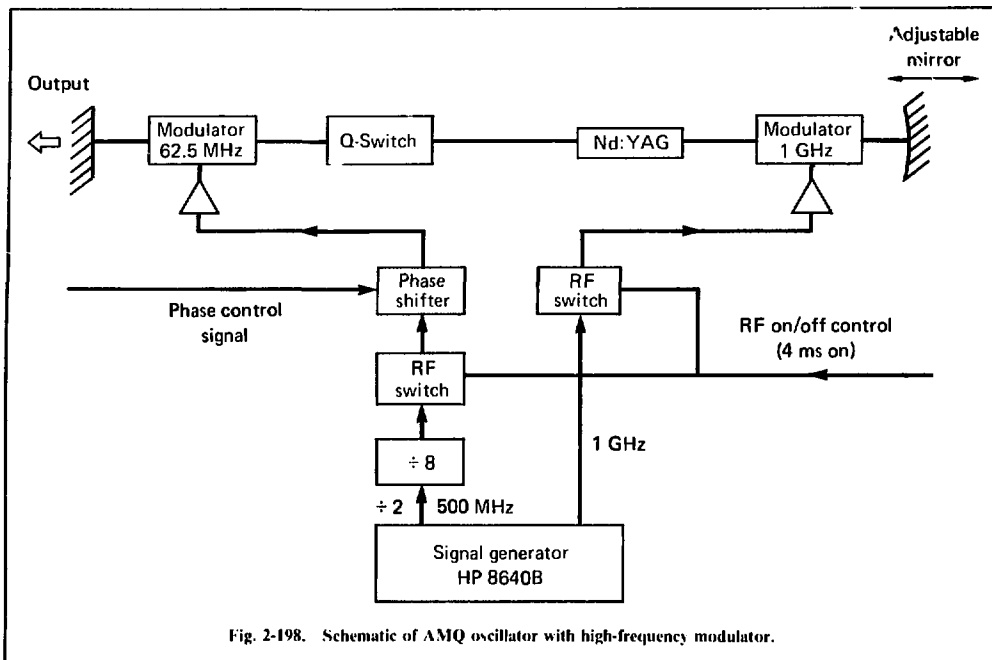 Adjustable
mirror
Output
Modulator
62.5 MHz
Q-Switch
Nd:YAG
Modulator
1 GHz
Phase
shifter
RF
switch
Phase control
signal
RF on/off control
(4 ms on)
RF
switch
1 GHz
÷ 8
÷ 2 500 MHz
Signal generator
HP 8640B
Fig. 2-198. Schematic of AMQ oscillator with high-frequency modulator.